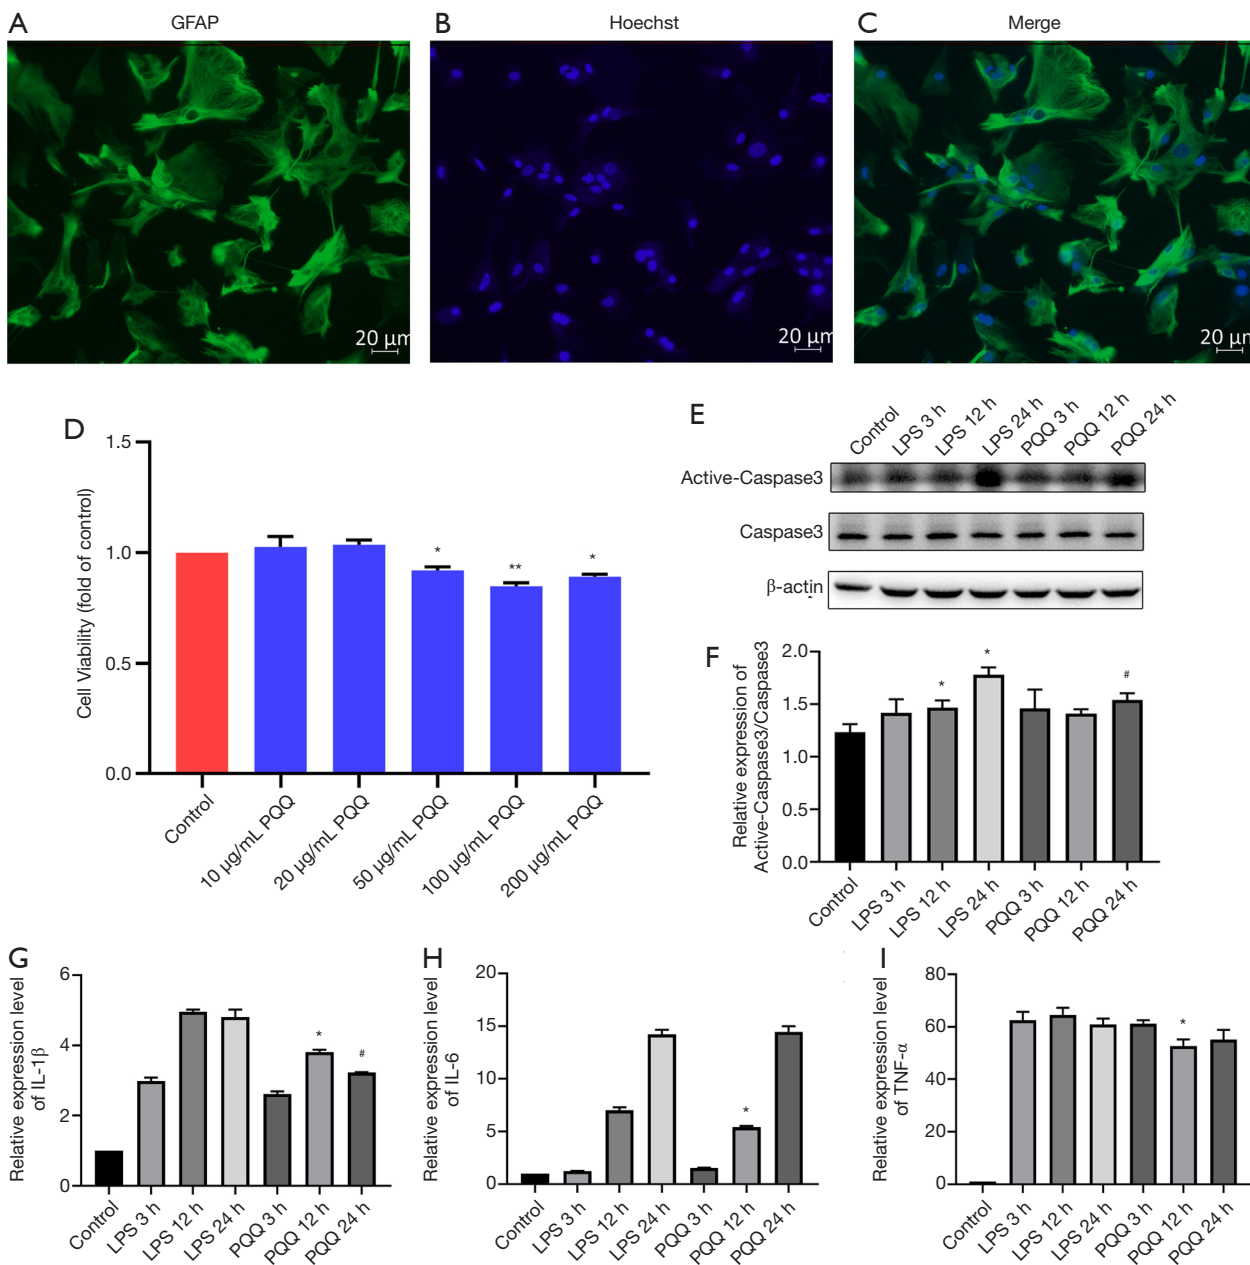 A
GFAP
B
Hoechst
C
Merge
20 µm
20 µm
20 µm
D
Cell Viability (fold of control)
1.5
1.0
0.5
0.0
*
**
*
Control
10 µg/mL PQQ
20 µg/mL PQQ
50 µg/mL PQQ
100 µg/mL PQQ
200 µg/mL PQQ
E
Control
LPS 3 h
LPS 12 h
LPS 24 h
PQQ 3 h
PQQ 12 h
PQQ 24 h
Active-Caspase3
Caspase3
β-actin
F
Relative expression of
Active-Caspase3/Caspase3
2.0
1.5
1.0
0.5
0.0
*
*
#
Control
LPS 3 h
LPS 12 h
LPS 24 h
PQQ 3 h
PQQ 12 h
PQQ 24 h
G
Relative expression level
of IL-1β
6
4
2
0
*
#
Control
LPS 3 h
LPS 12 h
LPS 24 h
PQQ 3 h
PQQ 12 h
PQQ 24 h
H
Relative expression level
of IL-6
20
15
10
5
0
*
Control
LPS 3 h
LPS 12 h
LPS 24 h
PQQ 3 h
PQQ 12 h
PQQ 24 h
I
Relative expression level
of TNF-α
80
60
40
20
0
*
Control
LPS 3 h
LPS 12 h
LPS 24 h
PQQ 3 h
PQQ 12 h
PQQ 24 h